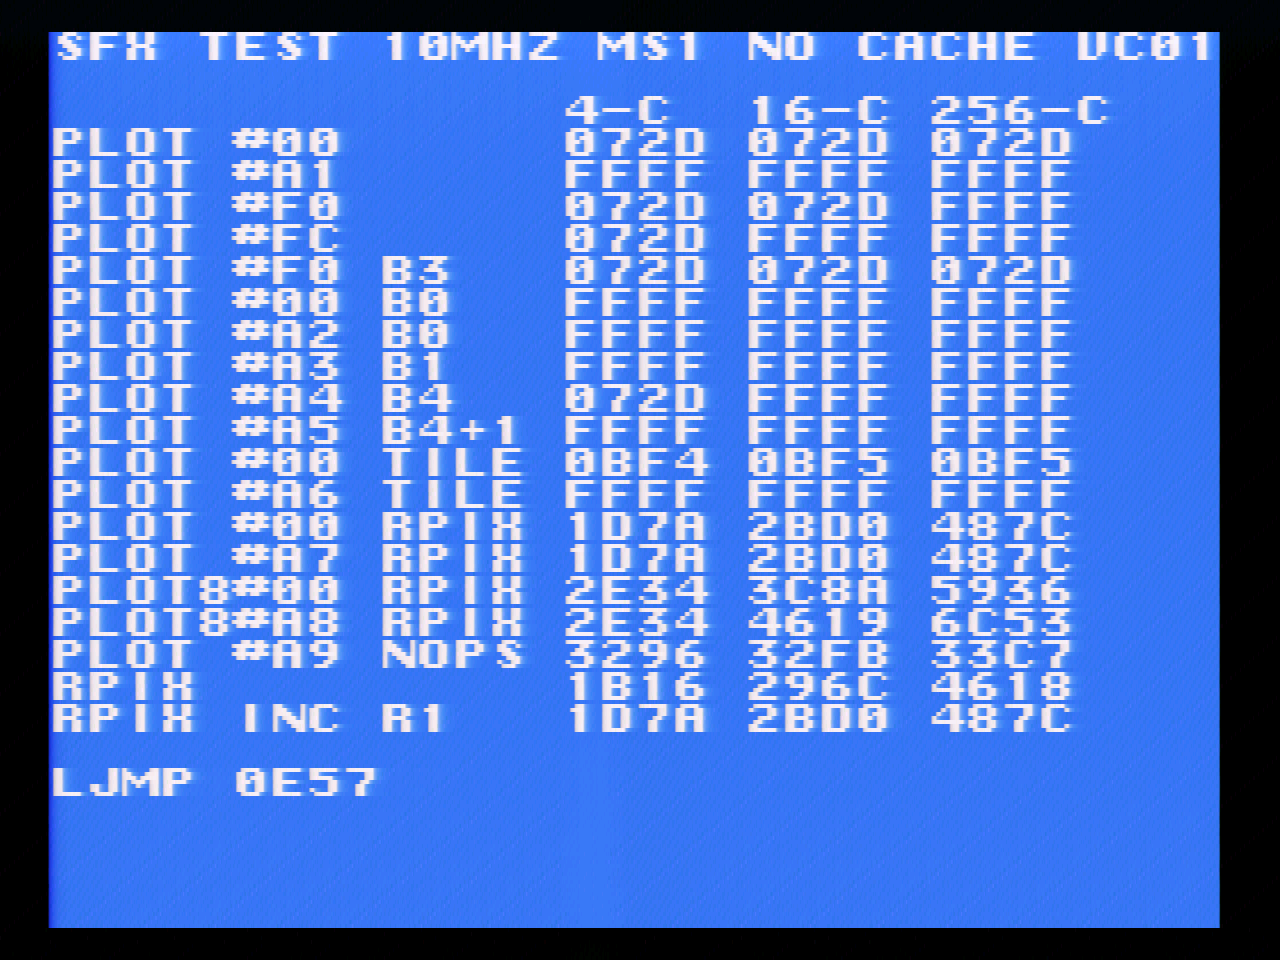 SFX TEST 10MHZ MS1 NO CACHE VC01
4-C 16-C 256-C
PLOT #00 072D 072D 072D
PLOT #A1 FFFF FFFF FFFF
PLOT #F0 072D 072D FFFF
PLOT #FC 072D FFFF FFFF
PLOT #F0 B3 072D 072D 072D
PLOT #00 B0 FFFF FFFF FFFF
PLOT #A2 B0 FFFF FFFF FFFF
PLOT #A3 B1 FFFF FFFF FFFF
PLOT #A4 B4 072D FFFF FFFF
PLOT #A5 B4+1 FFFF FFFF FFFF
PLOT #00 TILE 0BF4 0BF5 0BF5
PLOT #A6 TILE FFFF FFFF FFFF
PLOT #00 RPIX 1D7A 2BD0 487C
PLOT #A7 RPIX 1D7A 2BD0 487C
PLOT8#00 RPIX 2E34 3C8A 5936
PLOT8#A8 RPIX 2E34 4619 6C53
PLOT #A9 NOPS 3296 32FB 33C7
RPIX 1B16 296C 4618
RPIX INC R1 1D7A 2BD0 487C
LJMP 0E57